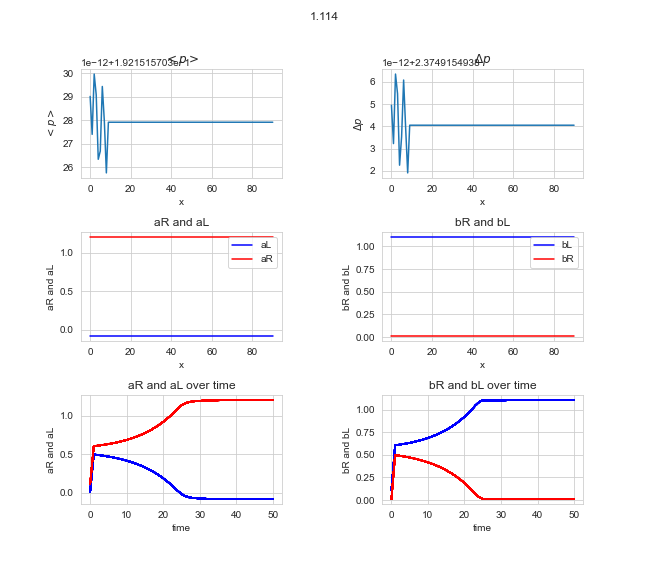 1.114
<p>
1e−12+1.921515703e 1
Δp
1e−12+2.374915493
30
29
28
27
26
<p>
0 20 40 60 80
x
6
5
4
3
2
Δp
0 20 40 60 80
x
aR and aL
1.0
0.5
0.0
aR and aL
aL
aR
0 20 40 60 80
x
bR and bL
1.00
0.75
0.50
0.25
0.00
bR and bL
bL
bR
0 20 40 60 80
x
aR and aL over time
1.0
0.5
0.0
aR and aL
0 10 20 30 40 50
time
bR and bL over time
1.00
0.75
0.50
0.25
0.00
bR and bL
0 10 20 30 40 50
time